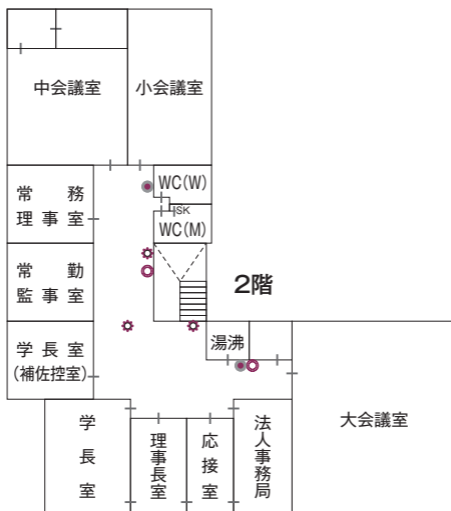 中会議室
小会議室
WC(W)
SK
WC(M)
常務
理事室
常勤
監事室
2階
学長室
(補佐控室)
湯沸
大会議室
学長室
理事長室
応接室
法人事務局